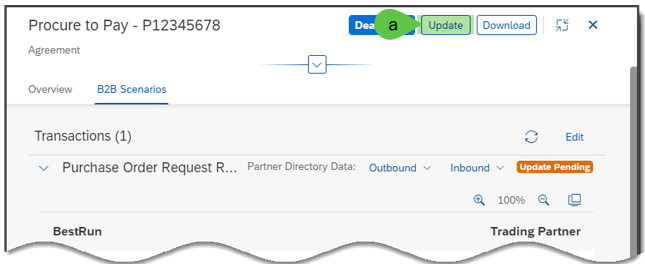 Procure to Pay - P12345678
a Update Download
Agreement
Overview B2B Scenarios
Transactions (1) Edit
Purchase Order Request R... Partner Directory Data: Outbound Inbound Update Pending
100%
BestRun Trading Partner